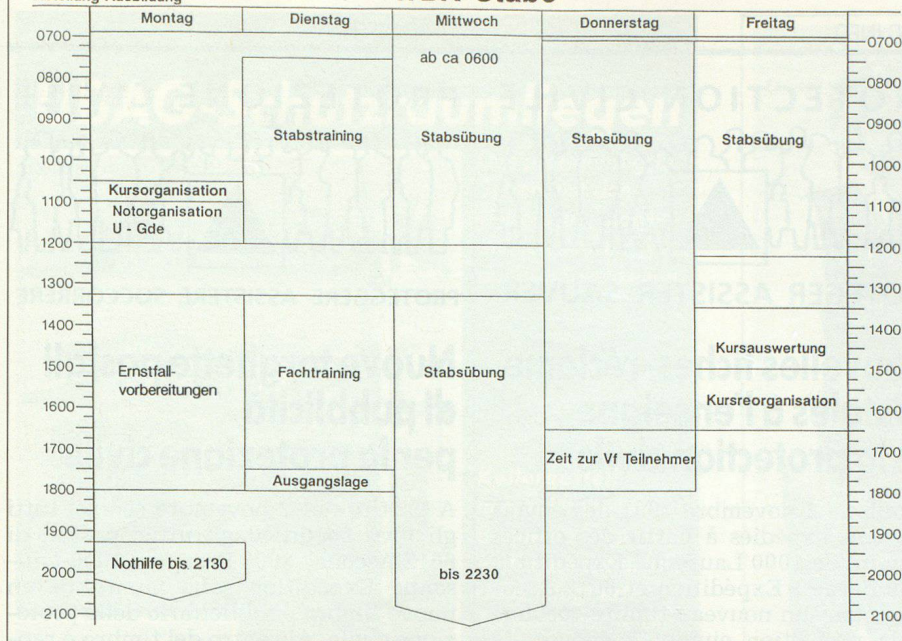 Montag Dienstag Mittwoch Donnerstag Freitag
0700 0700
ab ca 0600
0800 0800
0900 0900
Stabstraining Stabsübung Stabsübung Stabsübung
1000 1000
Kursorganisation
1100 1100
Notorganisation
U - Gde
1200 1200
1300 1300
1400 1400
Kursauswertung
1500 1500
Ernstfall- Fachtraining Stabsübung
vorbereitungen
Kursreorganisation
1600 1600
1700 1700
Zeit zur Vf Teilnehmer
Ausgangslage
1800 1800
1900 1900
Nothilfe bis 2130
2000 2000
bis 2230
2100 2100